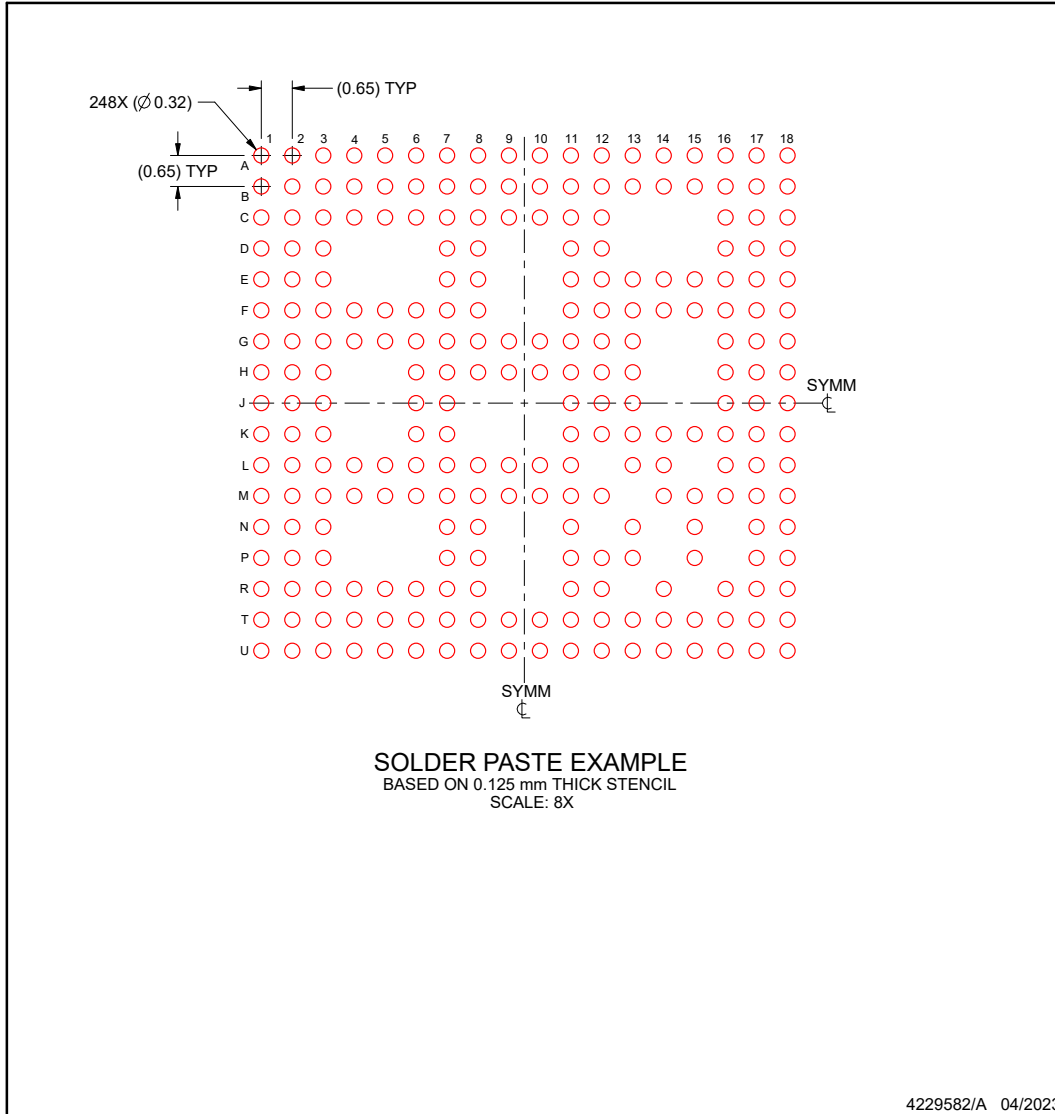 (0.65) TYP
248X (Ø 0.32)
1 2 3 4 5 6 7 8 9 10 11 12 13 14 15 16 17 18
A
(0.65) TYP
B
C
D
E
F
G
H
SYMM
J
K
L
M
N
P
R
T
U
SYMM
SOLDER PASTE EXAMPLE
BASED ON 0.125 mm THICK STENCIL
SCALE: 8X
4229582/A 04/2023